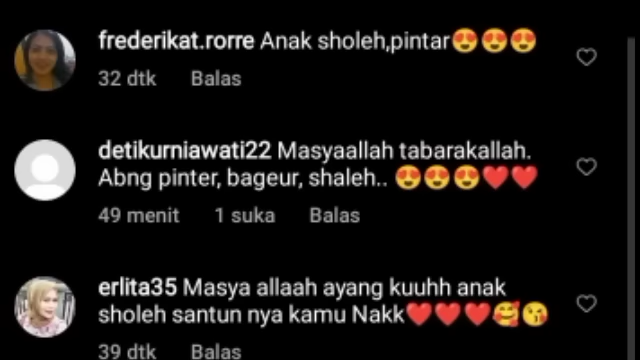 frederikat.rorre Anak sholeh,pintar😍😍😍
32 dtk Balas
detikurniawati22 Masyaallah tabarakallah.
Abng pinter, bageur, shaleh.. 😍😍😍❤️❤️
49 menit 1 suka Balas
erlita35 Masya allaah ayang kuuhh anak
sholeh santun nya kamu Nakk❤️❤️❤️🥰😘
39 dtk Balas